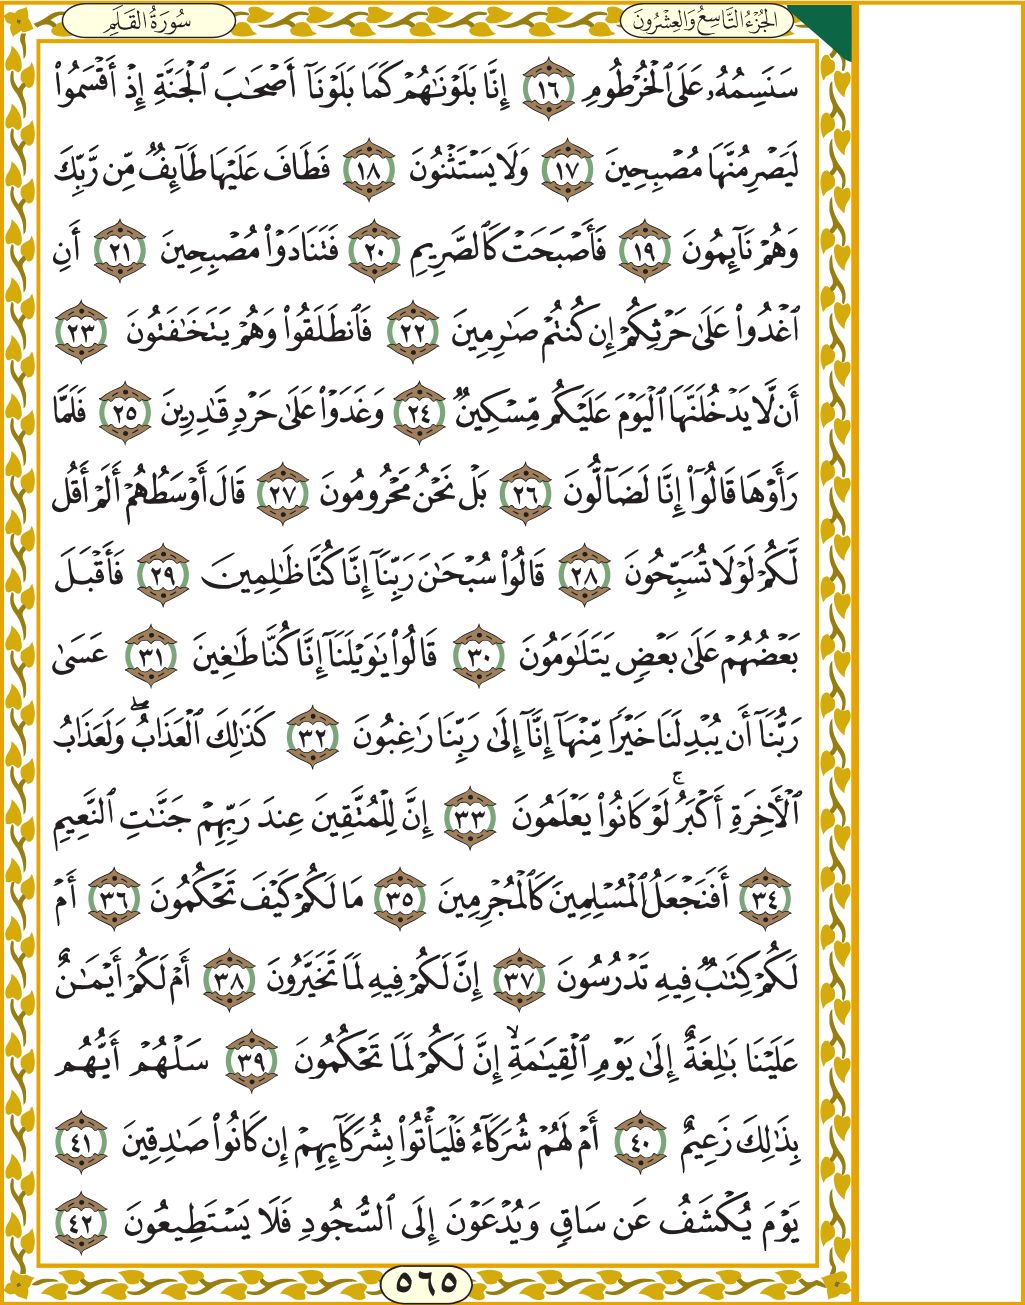 الجُزْءُ التَّاسِعُ وَالعِشْرُونَ
سُورَةُ القَلَمِ
سَنَسِمُهُۥ عَلَى ٱلْخُرْطُومِ ١٦ إِنَّا بَلَوْنَـٰهُمْ كَمَا بَلَوْنَآ أَصْحَـٰبَ ٱلْجَنَّةِ إِذْ أَقْسَمُوا۟
لَيَصْرِمُنَّهَا مُصْبِحِينَ ١٧ وَلَا يَسْتَثْنُونَ ١٨ فَطَافَ عَلَيْهَا طَآئِفٌ مِّن رَّبِّكَ
وَهُمْ نَآئِمُونَ ١٩ فَأَصْبَحَتْ كَٱلصَّرِيمِ ٢٠ فَتَنَادَوْا۟ مُصْبِحِينَ ٢١ أَنِ
ٱغْدُوا۟ عَلَىٰ حَرْثِكُمْ إِن كُنتُمْ صَـٰرِمِينَ ٢٢ فَٱنطَلَقُوا۟ وَهُمْ يَتَخَـٰفَتُونَ ٢٣
أَن لَّا يَدْخُلَنَّهَا ٱلْيَوْمَ عَلَيْكُم مِّسْكِينٌ ٢٤ وَغَدَوْا۟ عَلَىٰ حَرْدٍ قَـٰدِرِينَ ٢٥ فَلَمَّا
رَأَوْهَا قَالُوٓا۟ إِنَّا لَضَآلُّونَ ٢٦ بَلْ نَحْنُ مَحْرُومُونَ ٢٧ قَالَ أَوْسَطُهُمْ أَلَمْ أَقُل
لَّكُمْ لَوْلَا تُسَبِّحُونَ ٢٨ قَالُوا۟ سُبْحَـٰنَ رَبِّنَآ إِنَّا كُنَّا ظَـٰلِمِينَ ٢٩ فَأَقْبَلَ
بَعْضُهُمْ عَلَىٰ بَعْضٍ يَتَلَـٰوَمُونَ ٣٠ قَالُوا۟ يَـٰوَيْلَنَآ إِنَّا كُنَّا طَـٰغِينَ ٣١ عَسَىٰ
رَبُّنَآ أَن يُبْدِلَنَا خَيْرًا مِّنْهَآ إِنَّآ إِلَىٰ رَبِّنَا رَٰغِبُونَ ٣٢ كَذَٰلِكَ ٱلْعَذَابُ ۖ وَلَعَذَابُ
ٱلْـَٔاخِرَةِ أَكْبَرُ ۚ لَوْ كَانُوا۟ يَعْلَمُونَ ٣٣ إِنَّ لِلْمُتَّقِينَ عِندَ رَبِّهِمْ جَنَّـٰتِ ٱلنَّعِيمِ
٣٤ أَفَنَجْعَلُ ٱلْمُسْلِمِينَ كَٱلْمُجْرِمِينَ ٣٥ مَا لَكُمْ كَيْفَ تَحْكُمُونَ ٣٦ أَمْ
لَكُمْ كِتَـٰبٌ فِيهِ تَدْرُسُونَ ٣٧ إِنَّ لَكُمْ فِيهِ لَمَا تَخَيَّرُونَ ٣٨ أَمْ لَكُمْ أَيْمَـٰنٌ
عَلَيْنَا بَـٰلِغَةٌ إِلَىٰ يَوْمِ ٱلْقِيَـٰمَةِ ۙ إِنَّ لَكُمْ لَمَا تَحْكُمُونَ ٣٩ سَلْهُمْ أَيُّهُم
بِذَٰلِكَ زَعِيمٌ ٤٠ أَمْ لَهُمْ شُرَكَآءُ فَلْيَأْتُوا۟ بِشُرَكَآئِهِمْ إِن كَانُوا۟ صَـٰدِقِينَ ٤١
يَوْمَ يُكْشَفُ عَن سَاقٍ وَيُدْعَوْنَ إِلَى ٱلسُّجُودِ فَلَا يَسْتَطِيعُونَ ٤٢
٥٦٥